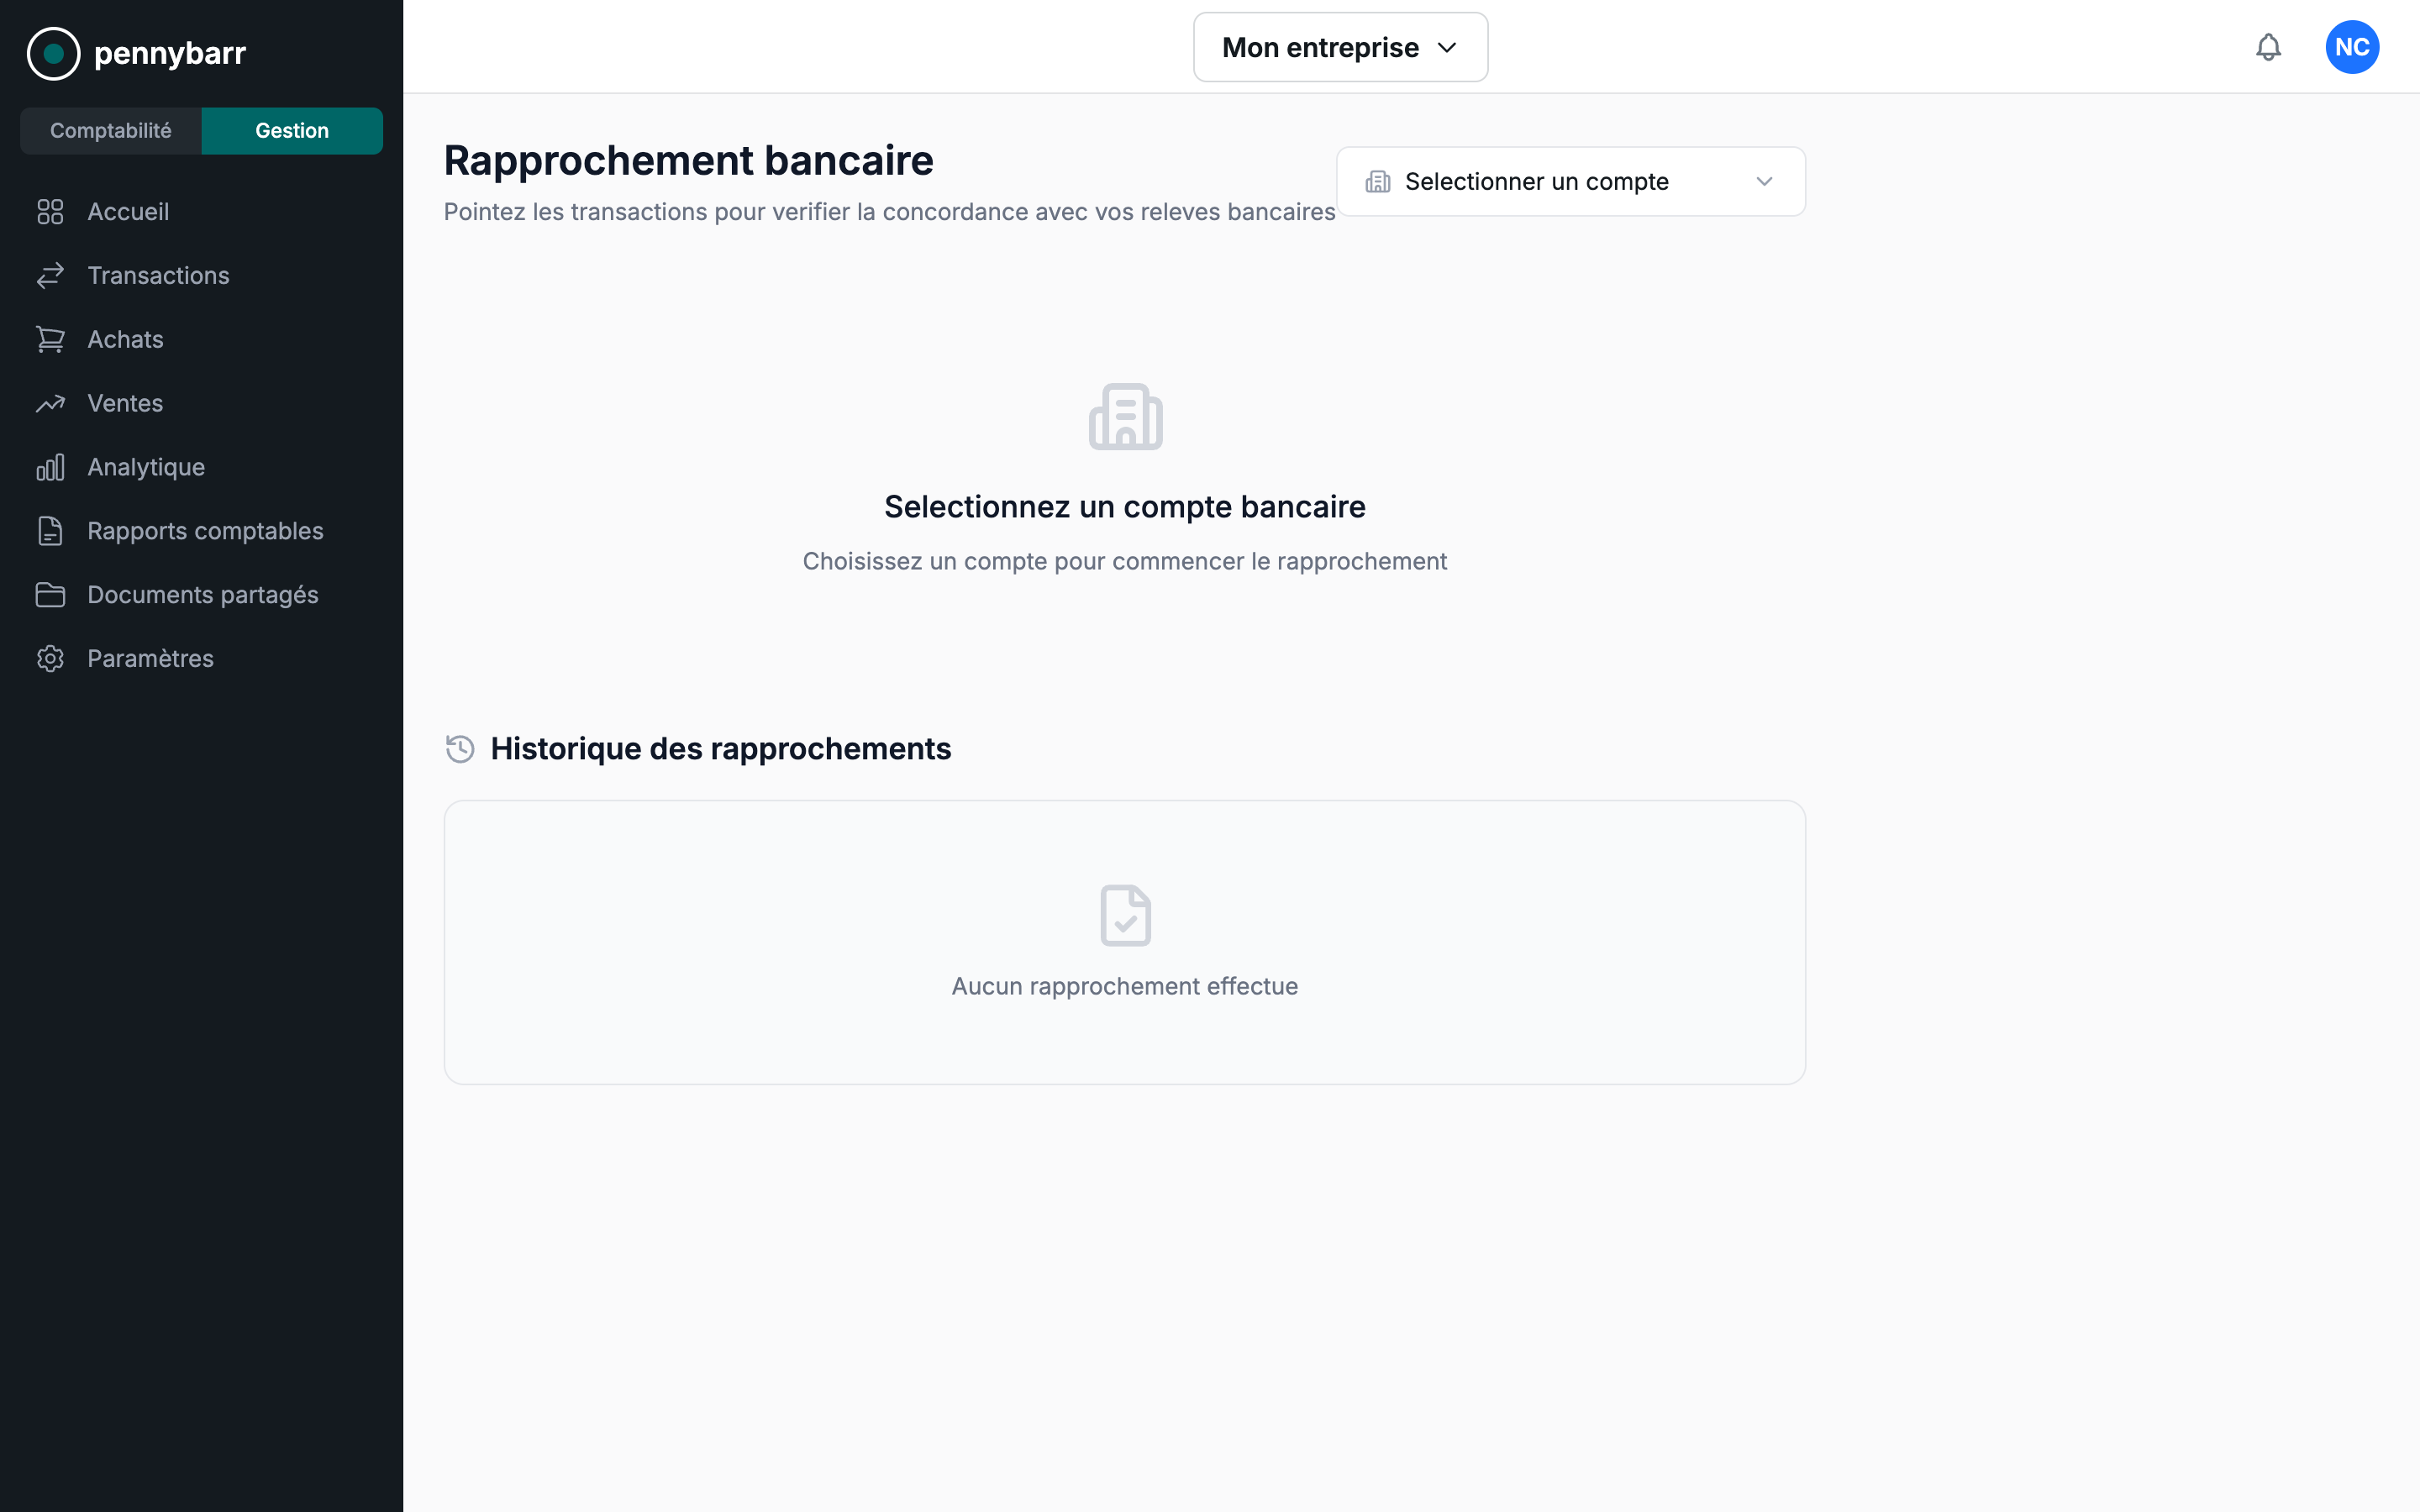 pennybarr
Comptabilité
Gestion
Accueil
Transactions
Achats
Ventes
Analytique
Rapports comptables
Documents partagés
Paramètres
Mon entreprise
NC
Rapprochement bancaire
Pointez les transactions pour verifier la concordance avec vos releves bancaires
Selectionner un compte
Selectionnez un compte bancaire
Choisissez un compte pour commencer le rapprochement
Historique des rapprochements
Aucun rapprochement effectue